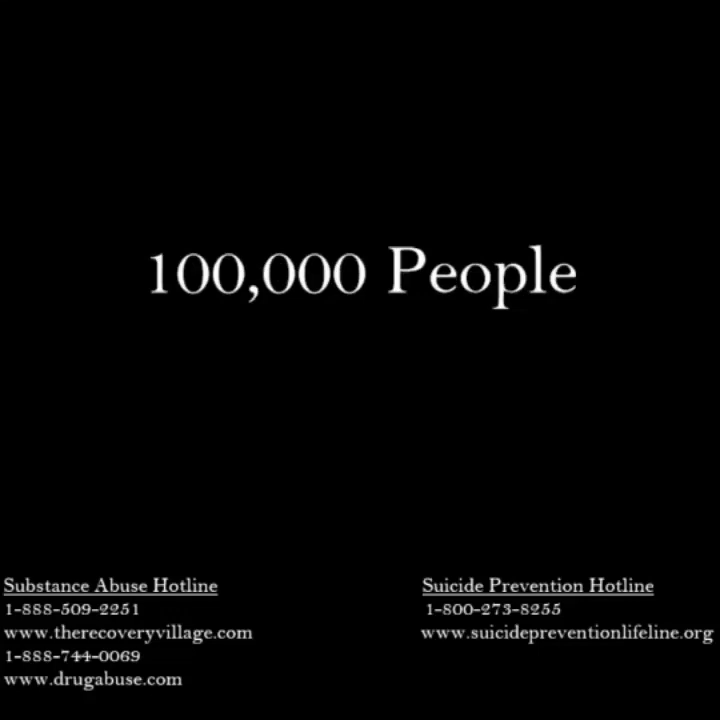 100,000 People
Substance Abuse Hotline
1-888-509-2251
www.therecoveryvillage.com
1-888-744-0069
www.drugabuse.com
Suicide Prevention Hotline
1-800-273-8255
www.suicidepreventionlifeline.org